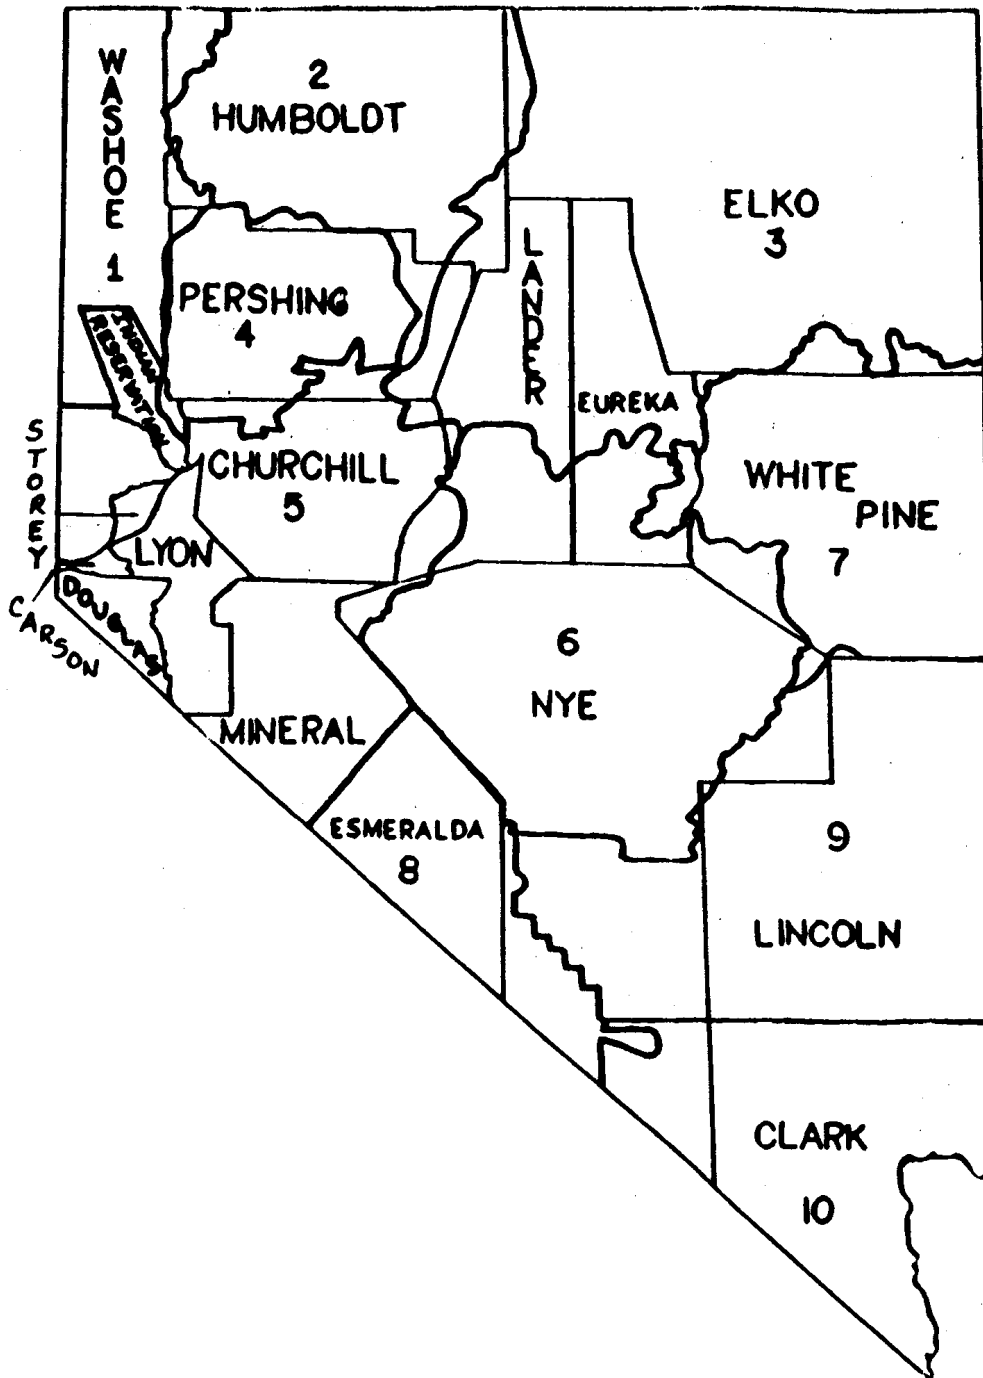 WASHOE 1
2
HUMBOLDT
ELKO
3
LANDER
PERSHING
4
INDIAN
RESERVATION
EUREKA
STOREY
CHURCHILL
5
WHITE
PINE
7
LYON
CARSON
DOUGLAS
6
NYE
MINERAL
ESMERALDA
8
9
LINCOLN
CLARK
10